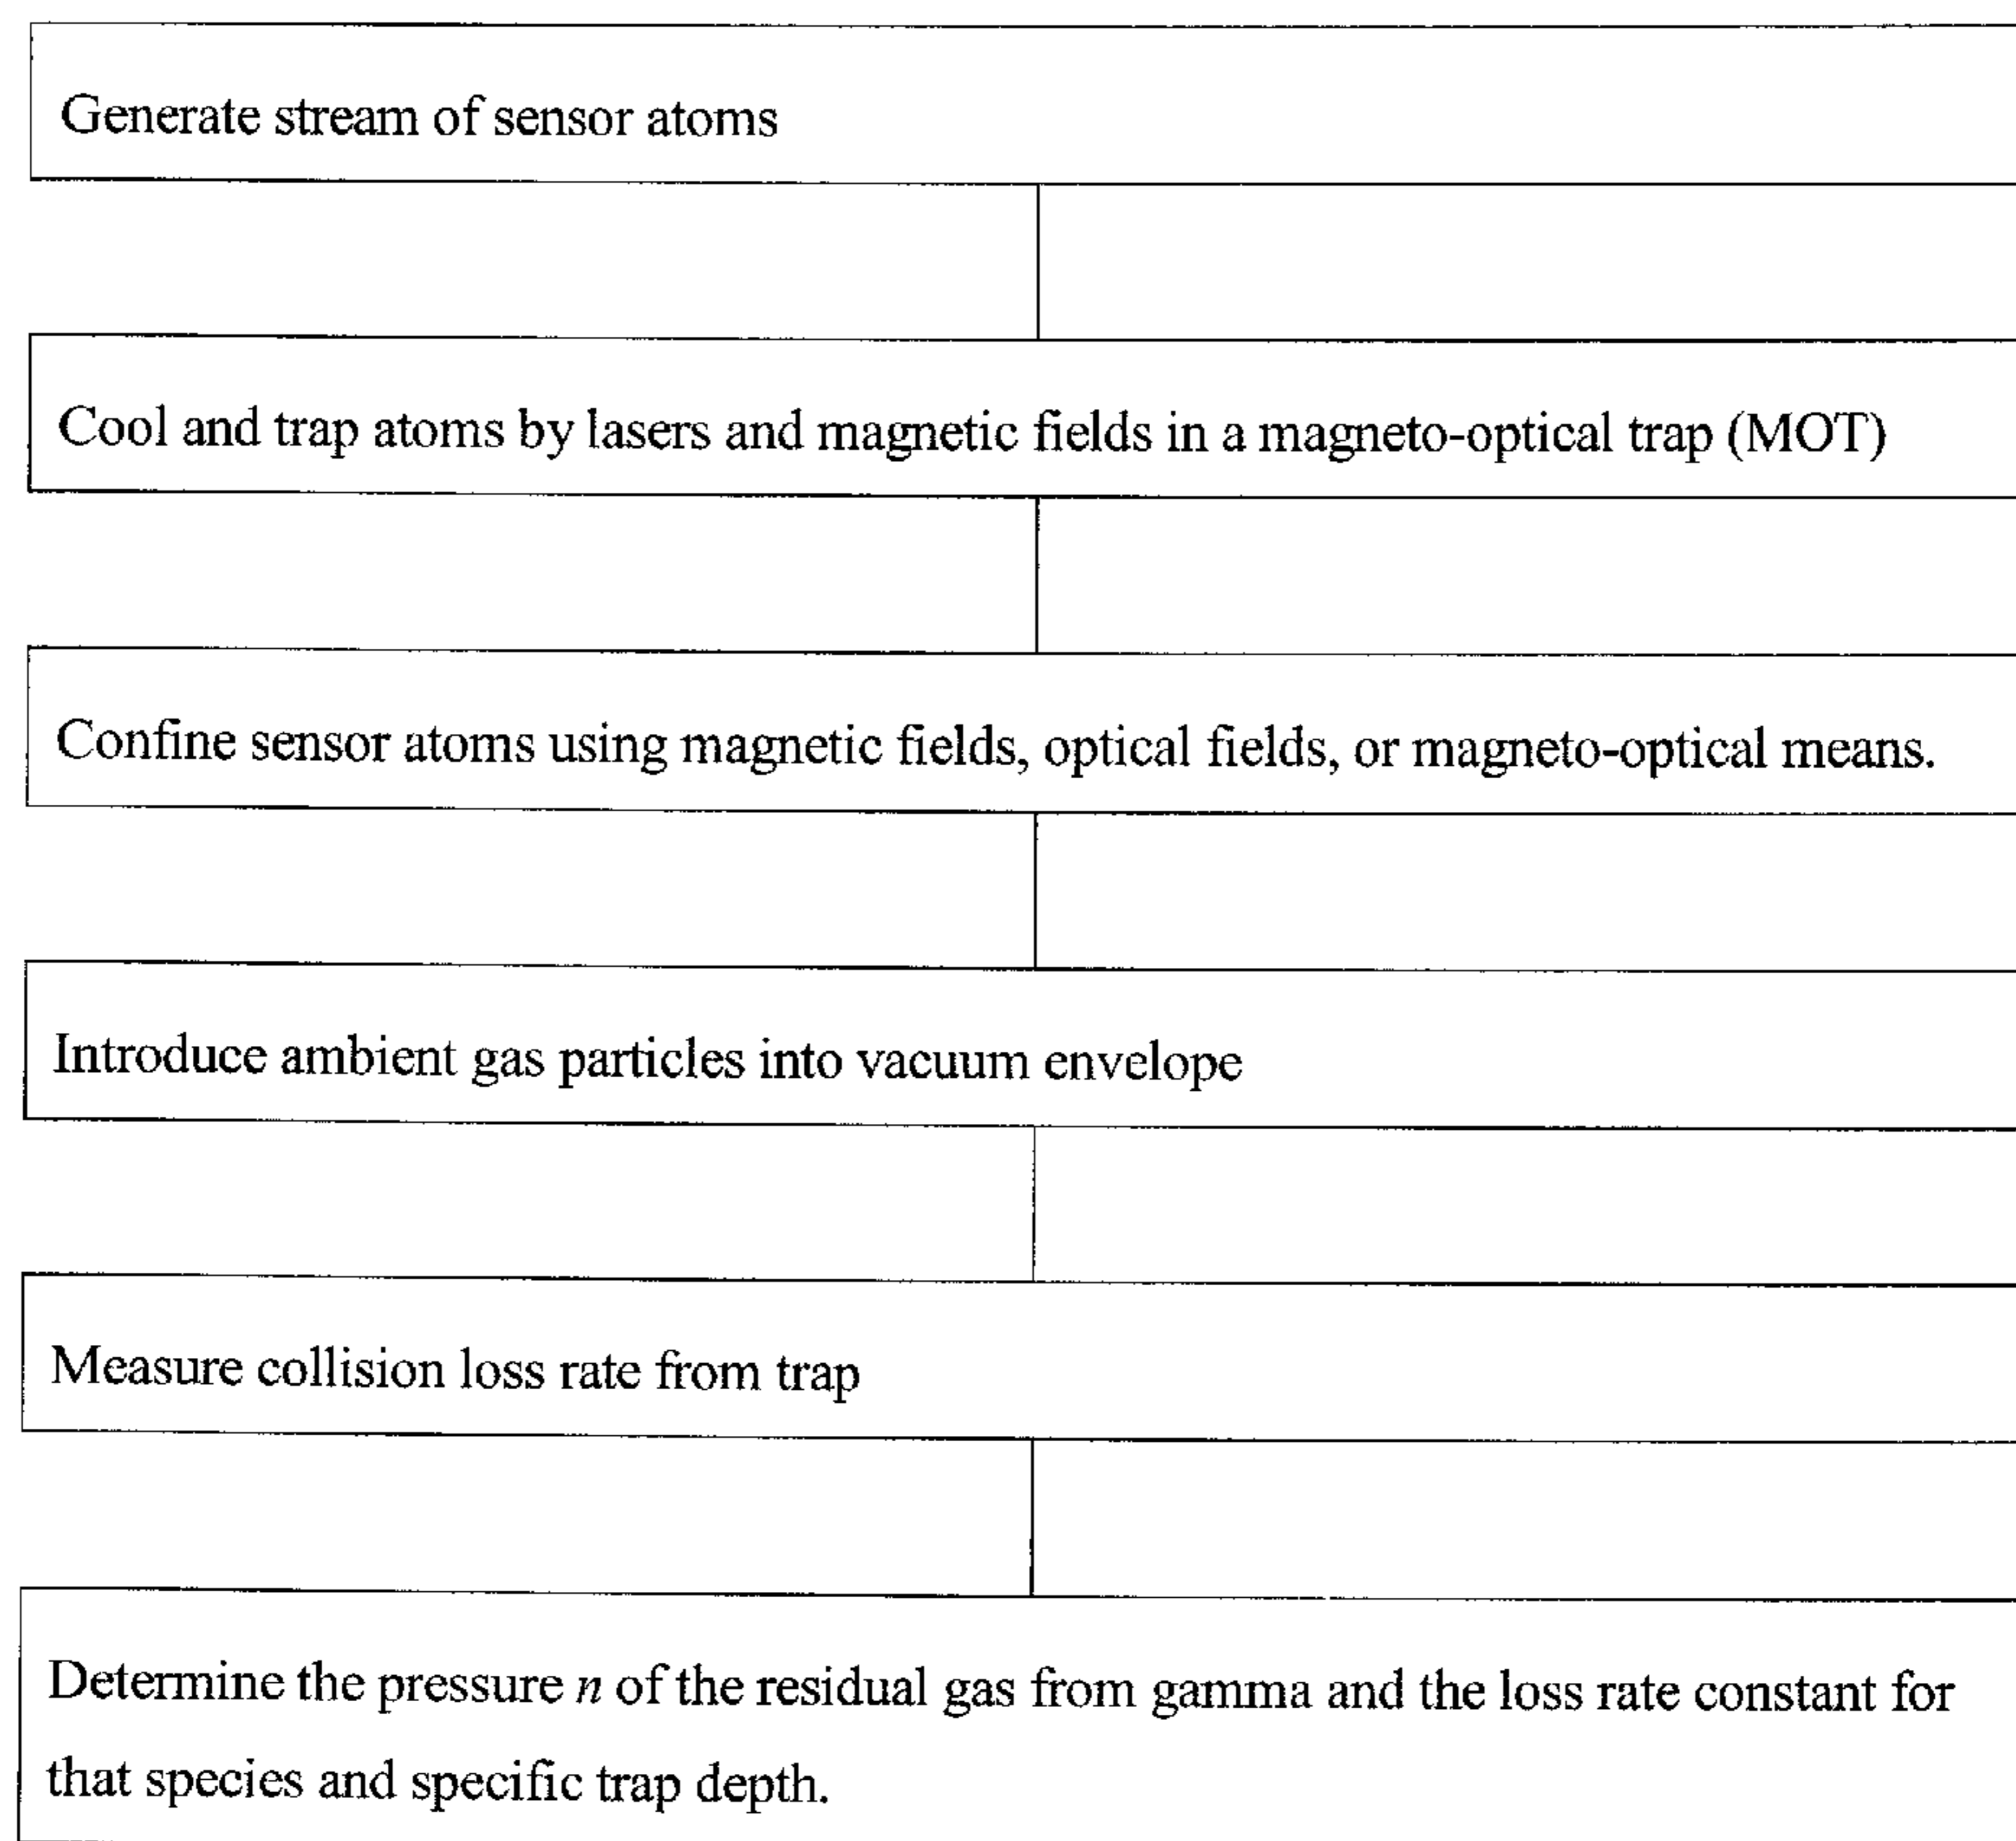 Generate stream of sensor atoms
Cool and trap atoms by lasers and magnetic fields in a magneto-optical trap (MOT)
Confine sensor atoms using magnetic fields, optical fields, or magneto-optical means.
Introduce ambient gas particles into vacuum envelope
Measure collision loss rate from trap
Determine the pressure n of the residual gas from gamma and the loss rate constant for
that species and specific trap depth.